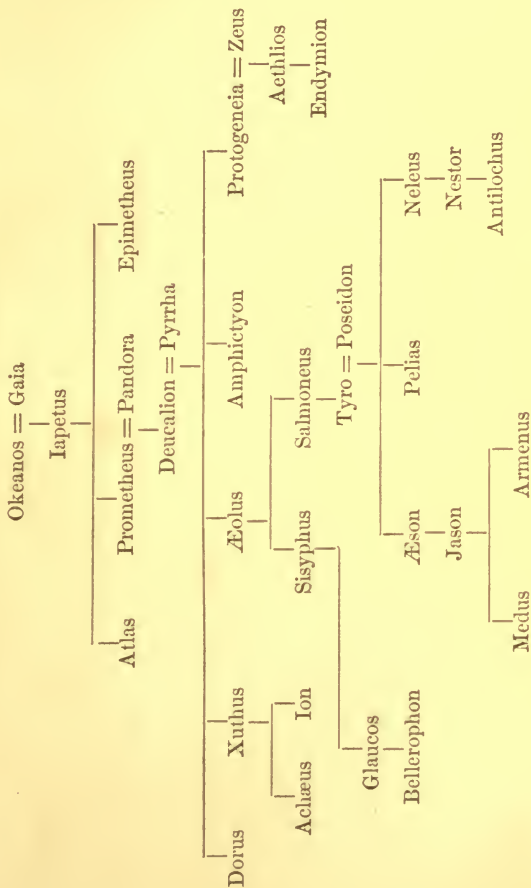 Okeanos = Gaia
Iapetus
Atlas Prometheus = Pandora Epimetheus
Deucalion = Pyrrha
Dorus Xuthus Æolus Amphictyon Protogeneia = Zeus
Aethlios
Achæus Ion Sisyphus Salmoneus
Endymion
Tyro = Poseidon
Glaucos
Bellerophon Æson Pelias Neleus
Jason Nestor
Antilochus
Medus Armenus